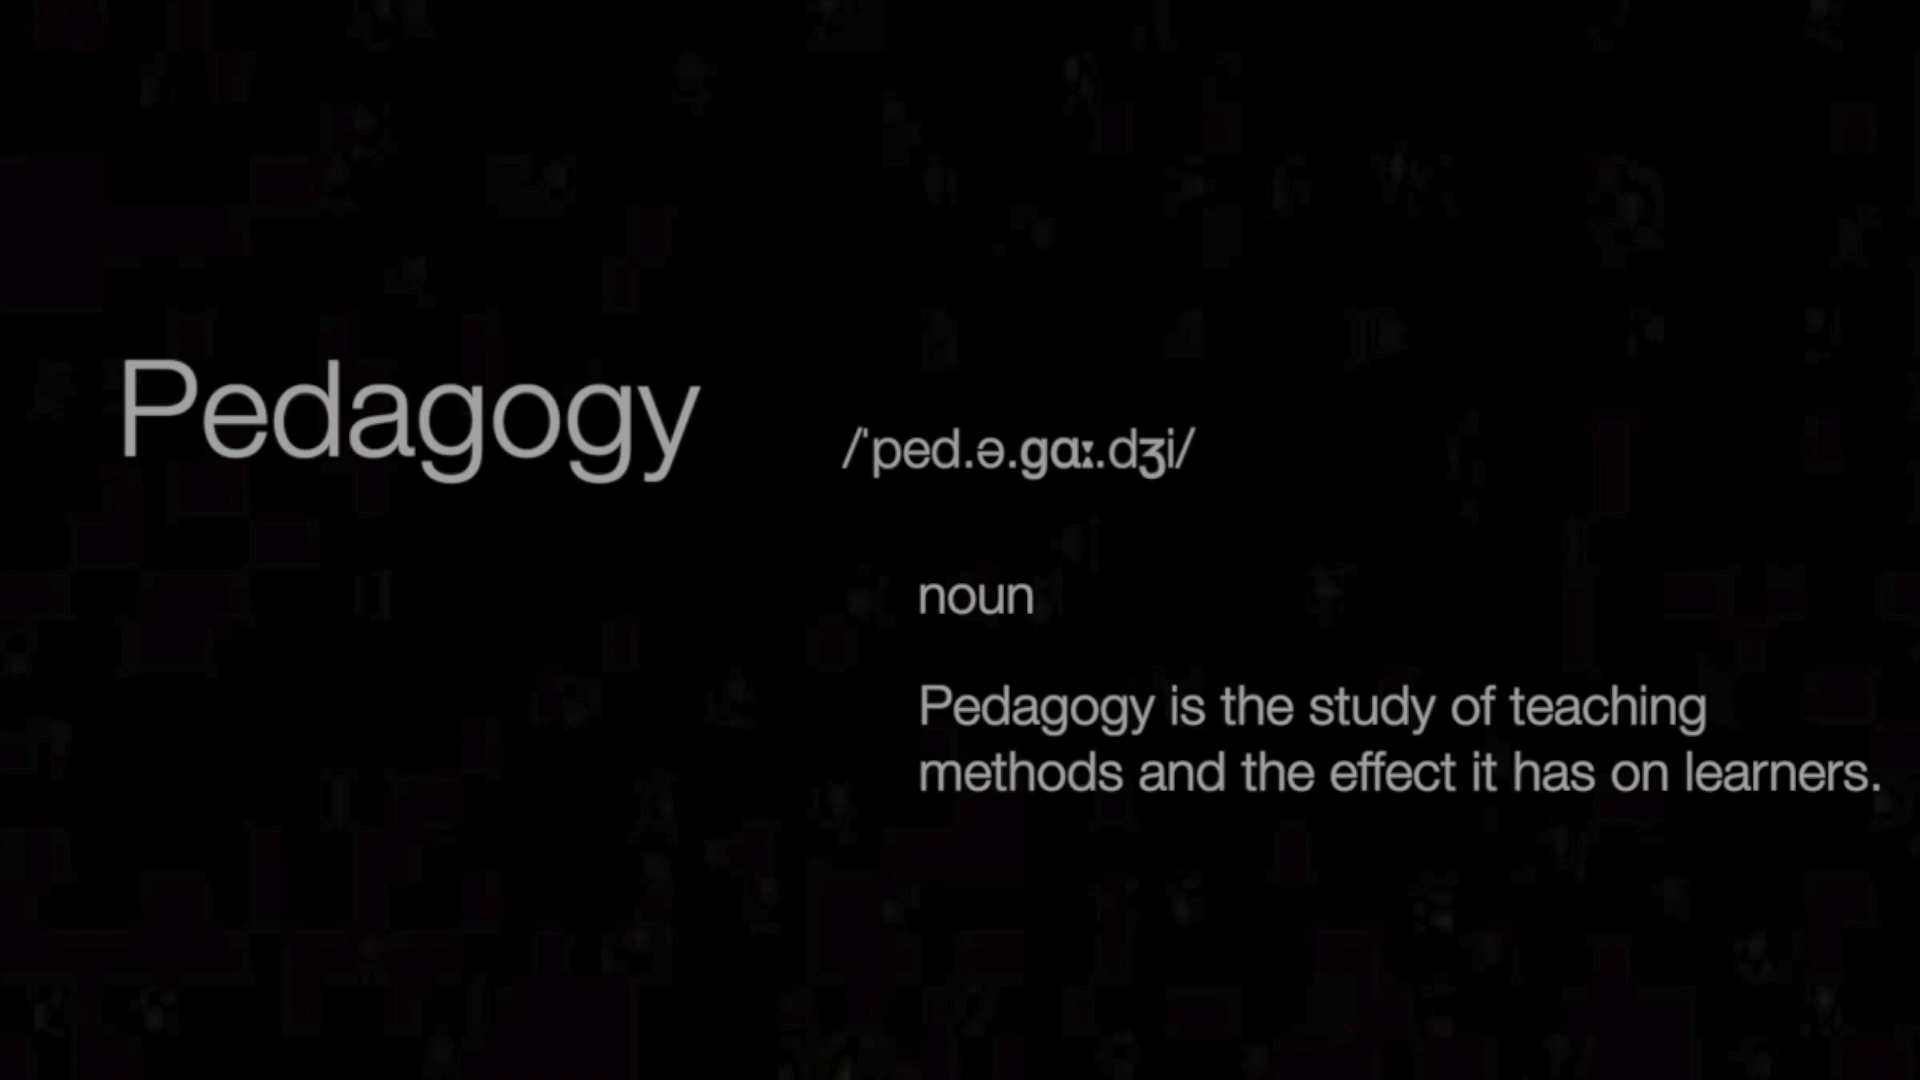 Pedagogy
/ˈped.ə.ɡɑː.dʒi/
noun
Pedagogy is the study of teaching
methods and the effect it has on learners.